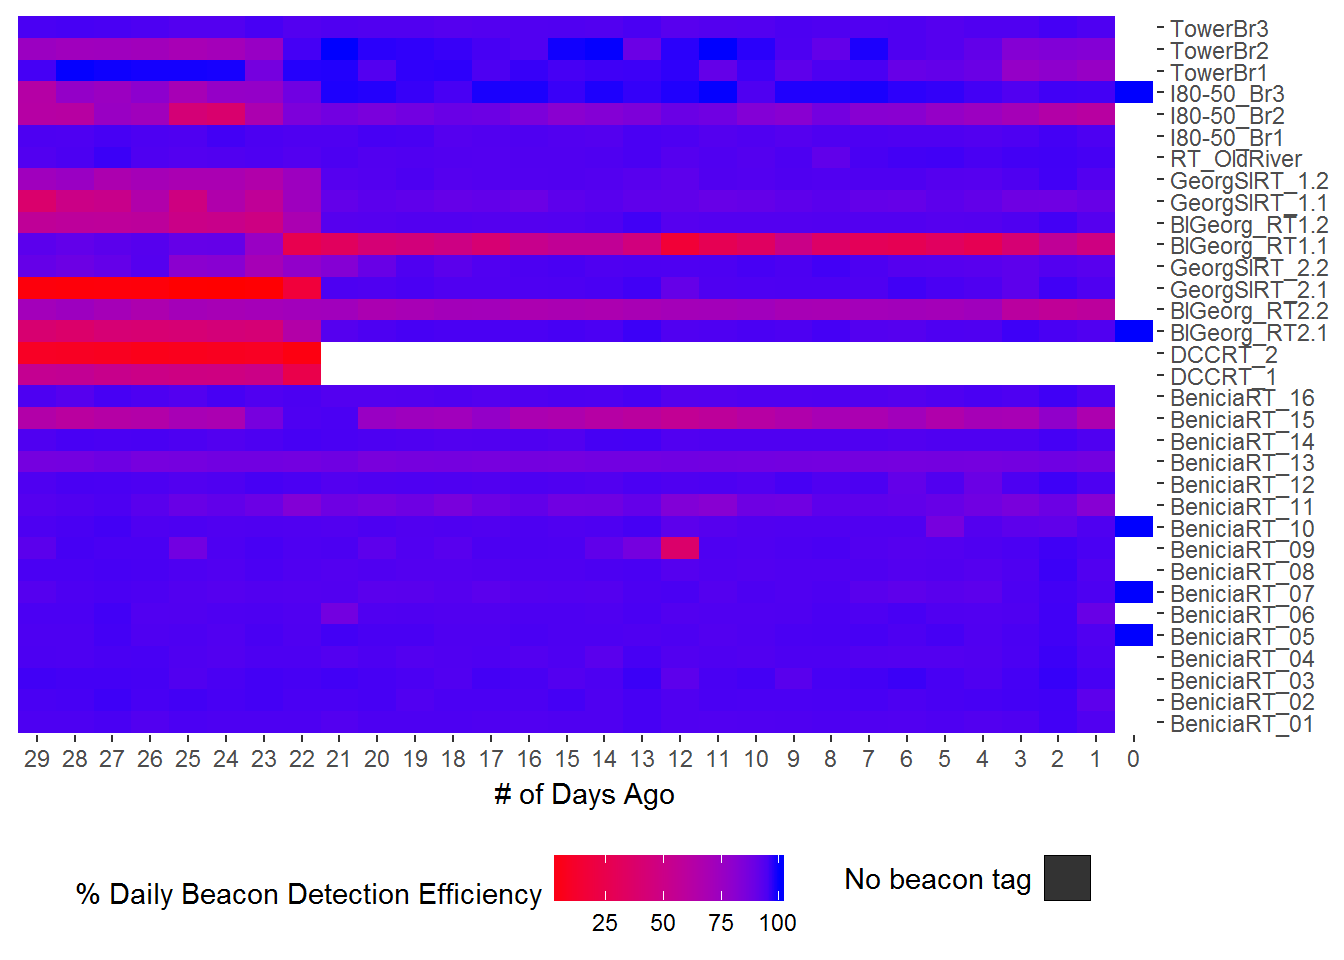 TowerBr3
TowerBr2
TowerBr1
I80-50_Br3
I80-50_Br2
I80-50_Br1
RT_OldRiver
GeorgSlRT_1.2
GeorgSlRT_1.1
BlGeorg_RT1.2
BlGeorg_RT1.1
GeorgSlRT_2.2
GeorgSlRT_2.1
BlGeorg_RT2.2
BlGeorg_RT2.1
DCCRT_2
DCCRT_1
BeniciaRT_16
BeniciaRT_15
BeniciaRT_14
BeniciaRT_13
BeniciaRT_12
BeniciaRT_11
BeniciaRT_10
BeniciaRT_09
BeniciaRT_08
BeniciaRT_07
BeniciaRT_06
BeniciaRT_05
BeniciaRT_04
BeniciaRT_03
BeniciaRT_02
BeniciaRT_01
29 28 27 26 25 24 23 22 21 20 19 18 17 16 15 14 13 12 11 10 9 8 7 6 5 4 3 2 1 0
# of Days Ago
% Daily Beacon Detection Efficiency
25 50 75 100
No beacon tag